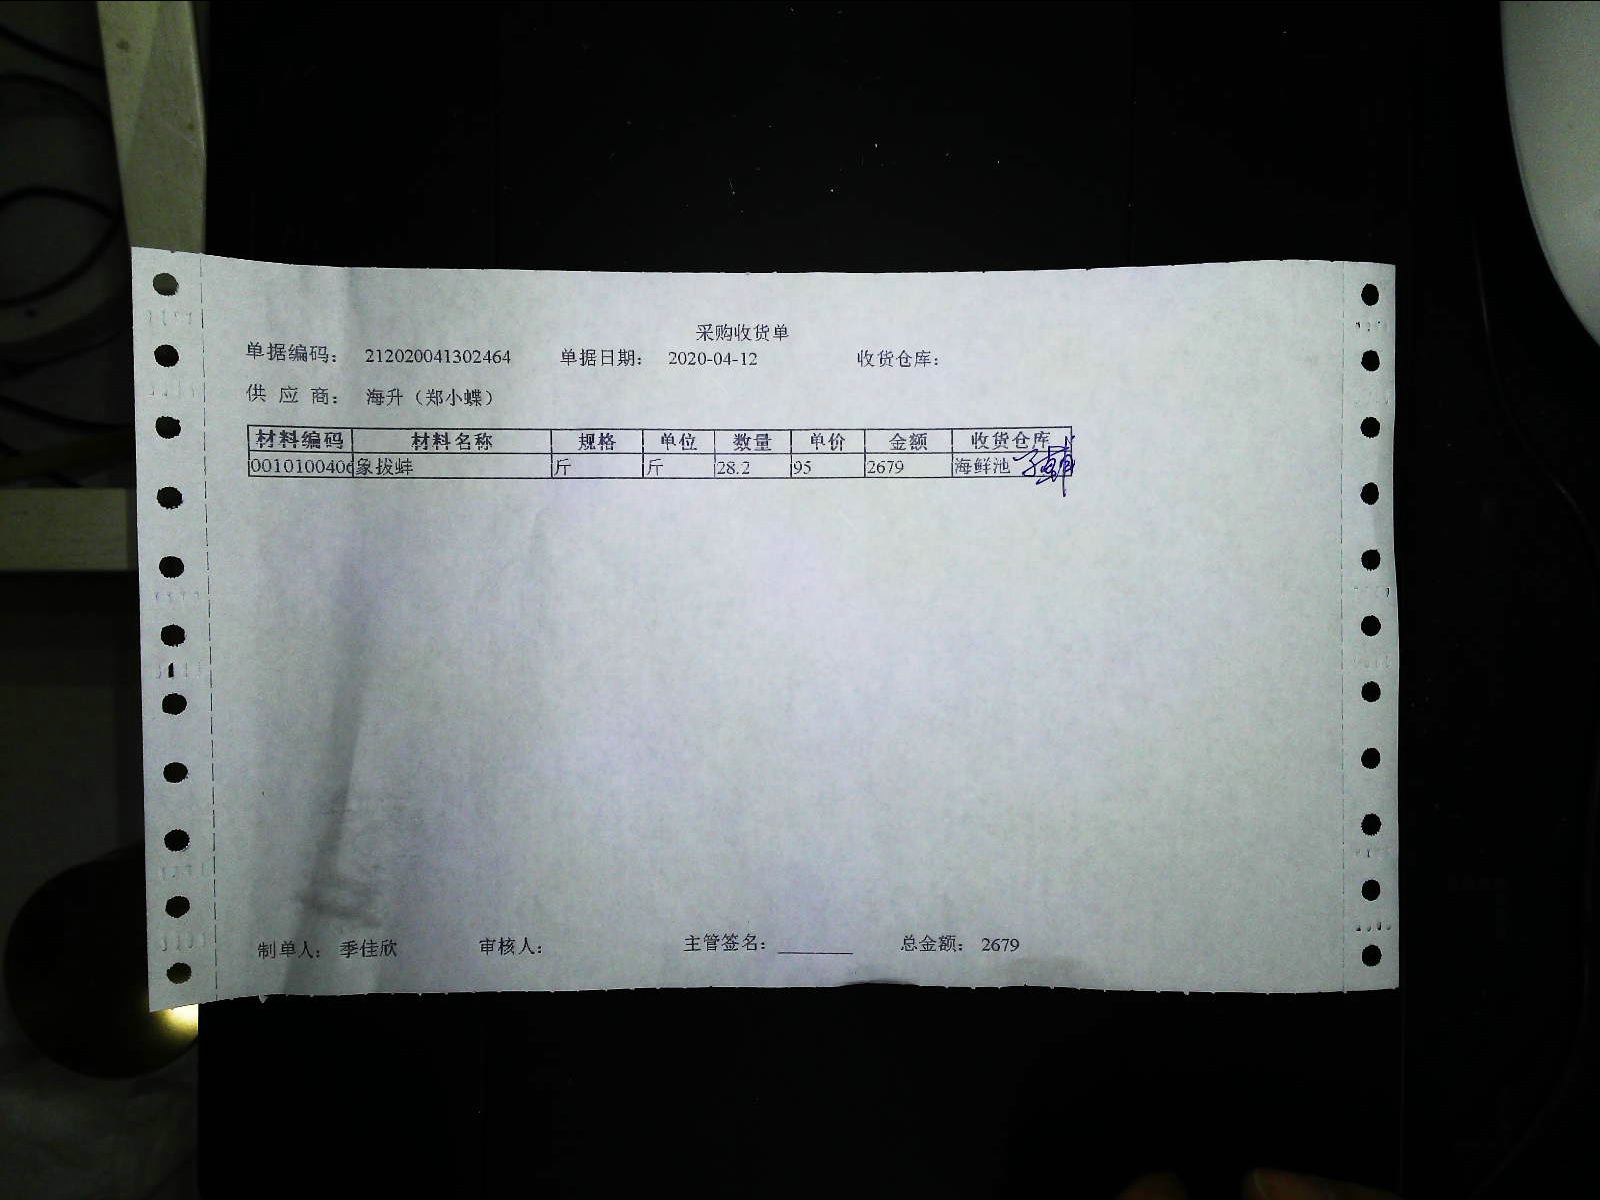 采购收货单
单据编码： 212020041302464 单据日期： 2020-04-12 收货仓库：
供 应 商： 海升（郑小蝶）
材料编码 材料名称 规格 单位 数量 单价 金额 收货仓库
0010100406 象拔蚌 斤 斤 28.2 95 2679 海鲜池
制单人： 季佳欣 审核人： 主管签名： 总金额： 2679